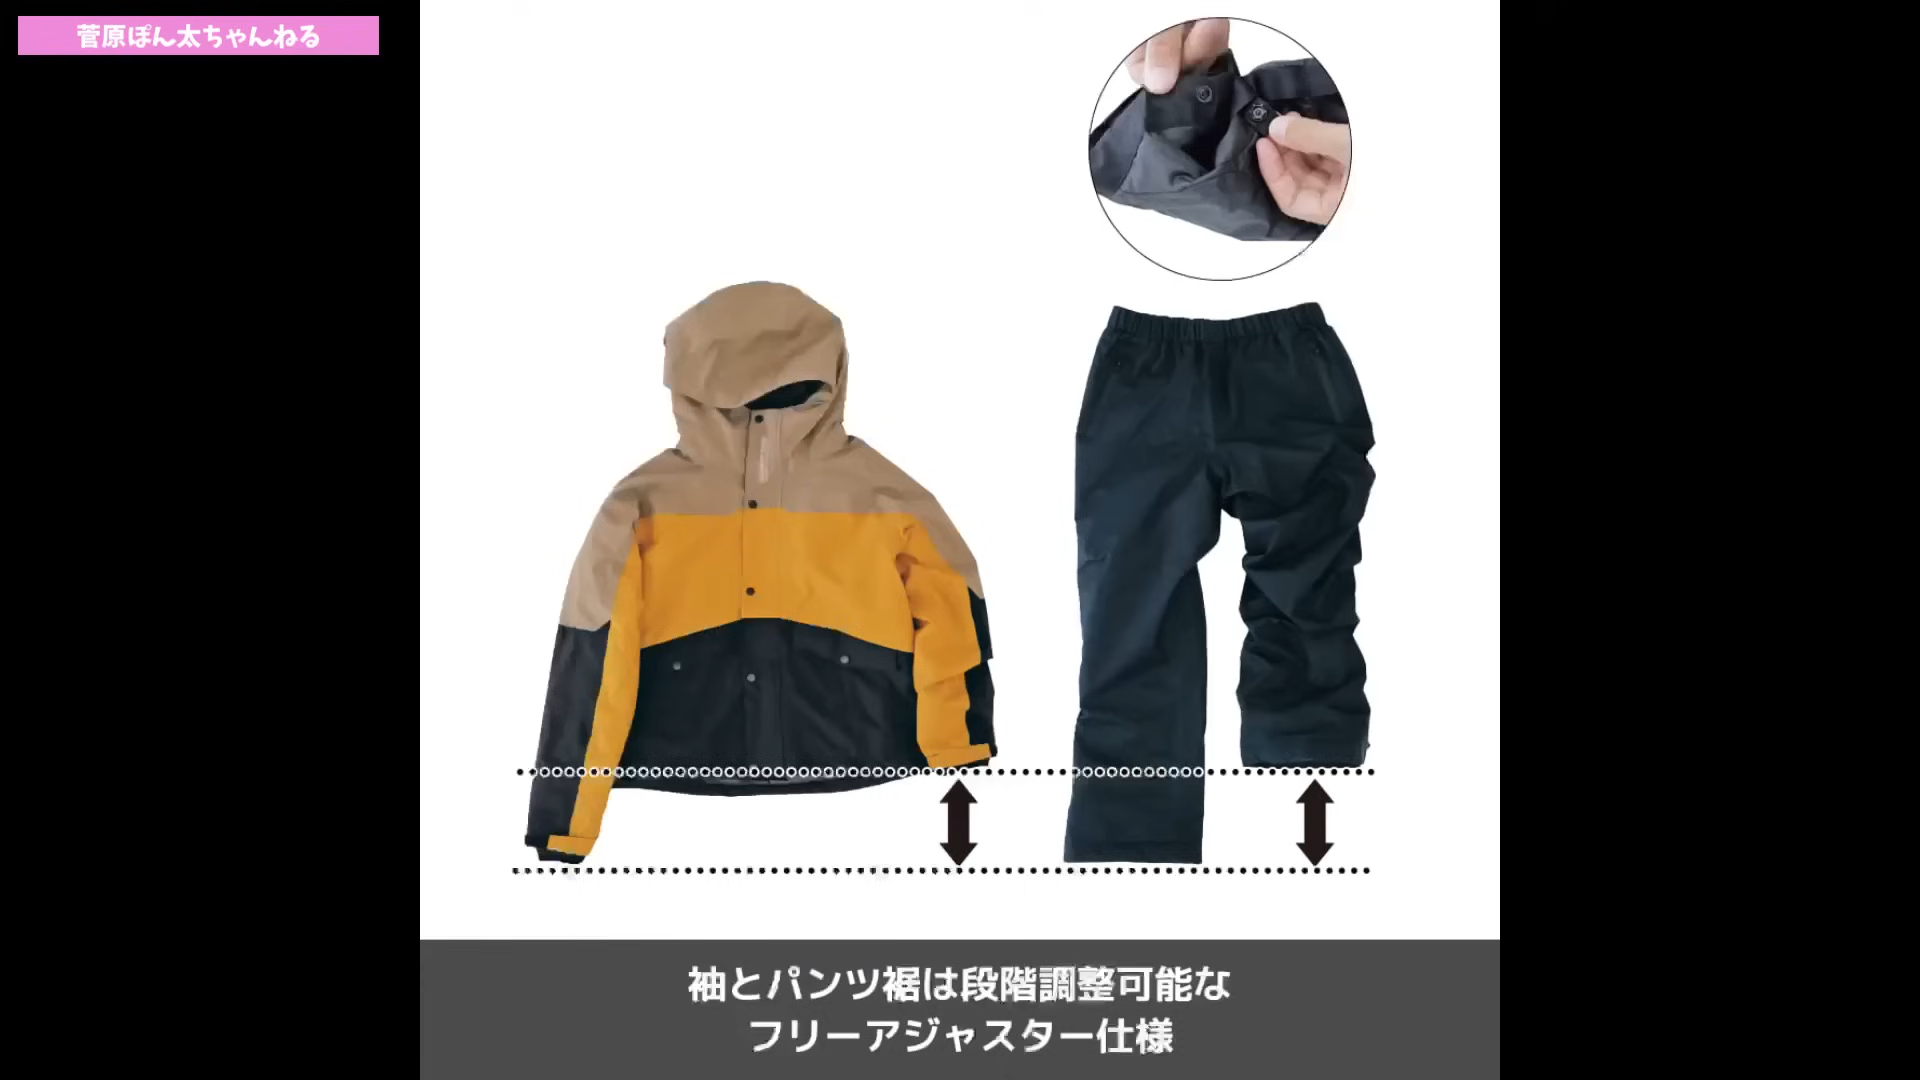 菅原ぽん太ちゃんねる
袖とパンツ裾は段階調整可能な
フリーアジャスター仕様